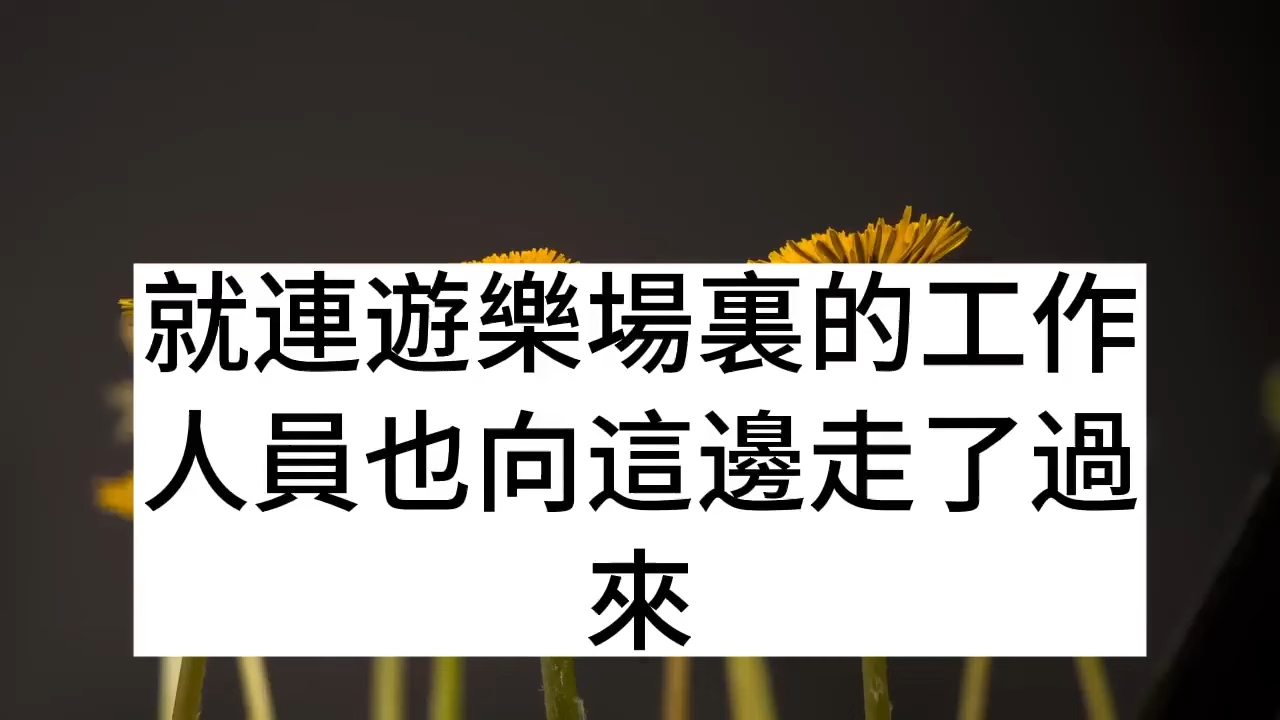 就連遊樂場裏的工作
人員也向這邊走了過
來